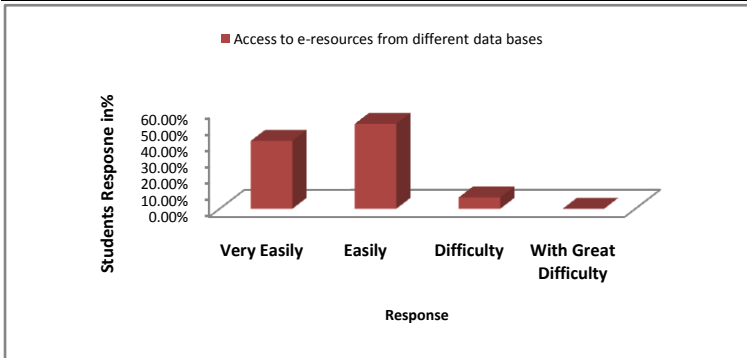 Access to e-resources from different data bases
Students Resposne in%
60.00%
50.00%
40.00%
30.00%
20.00%
10.00%
0.00%
Very Easily
Easily
Difficulty
With Great
Difficulty
Response